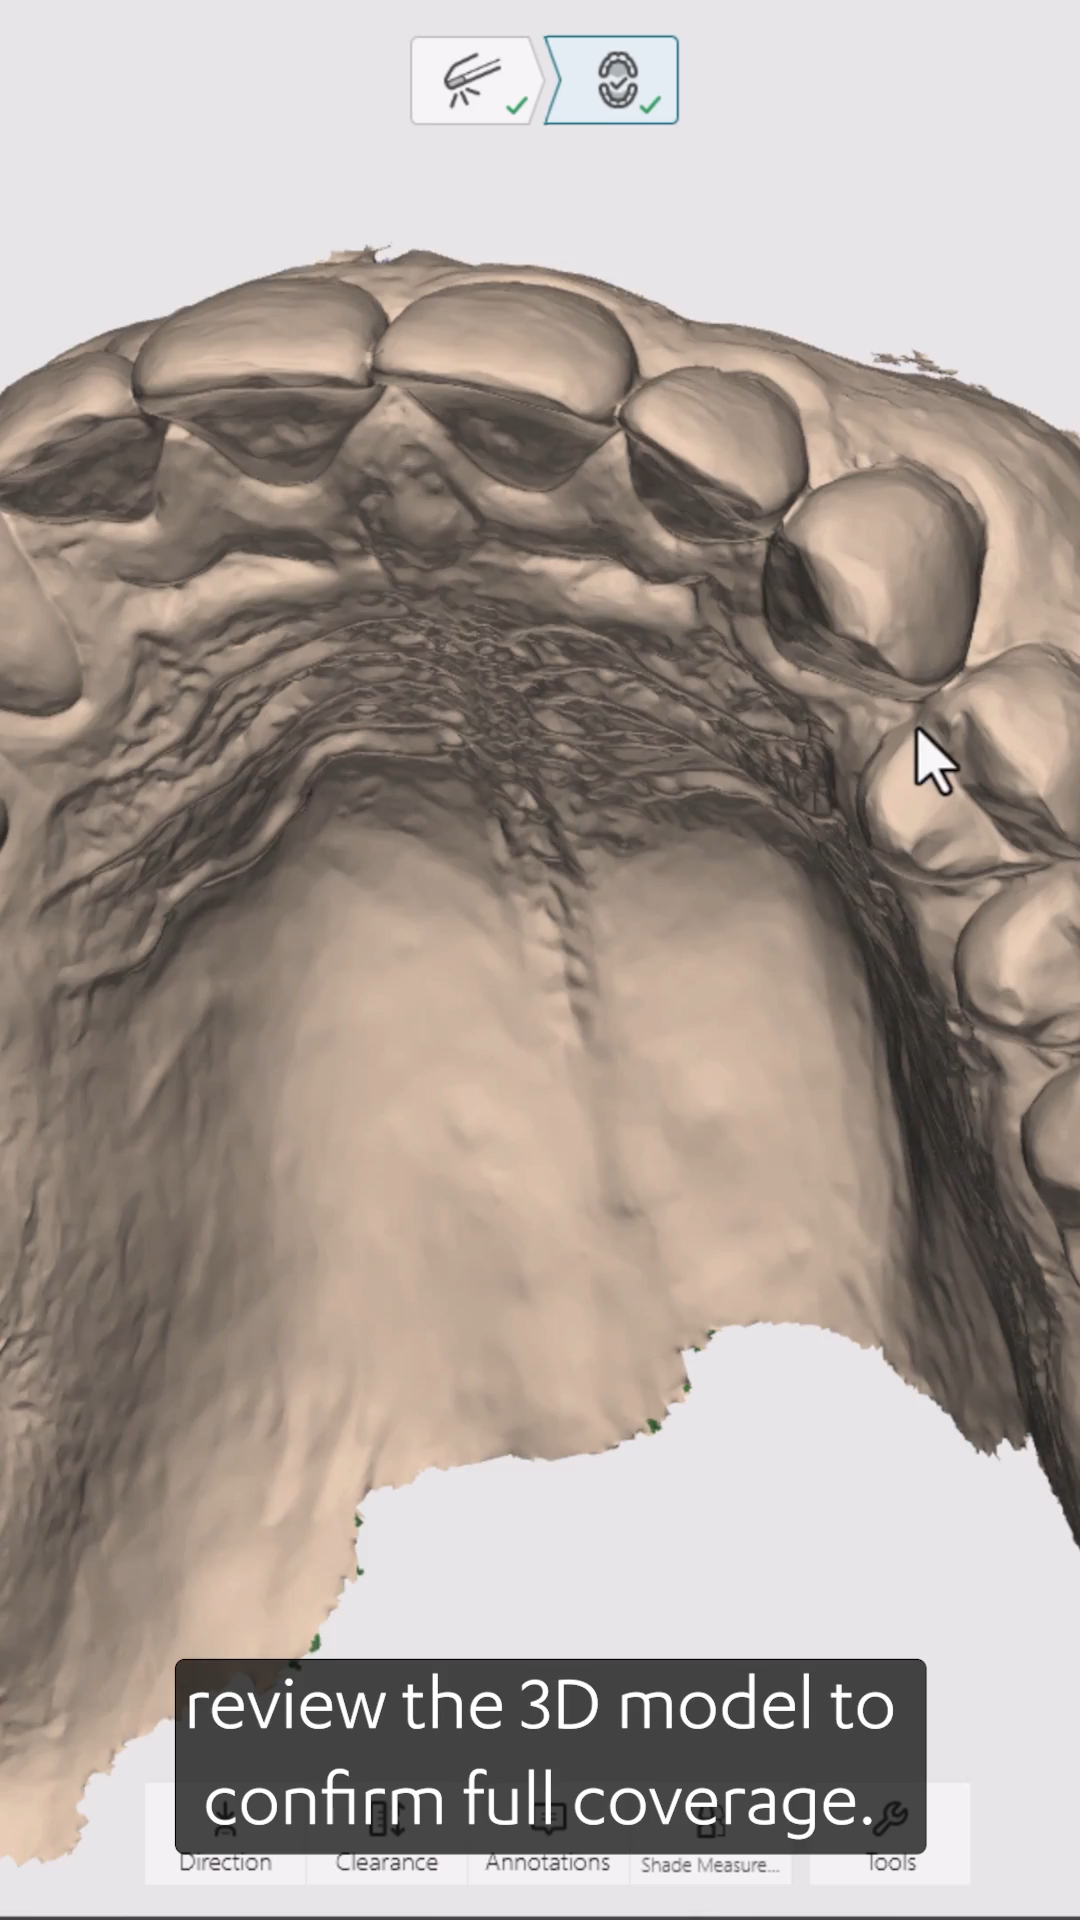 review the 3D model to
confirm full coverage.
Direction
Clearance
Annotations
Shade Measure...
Tools